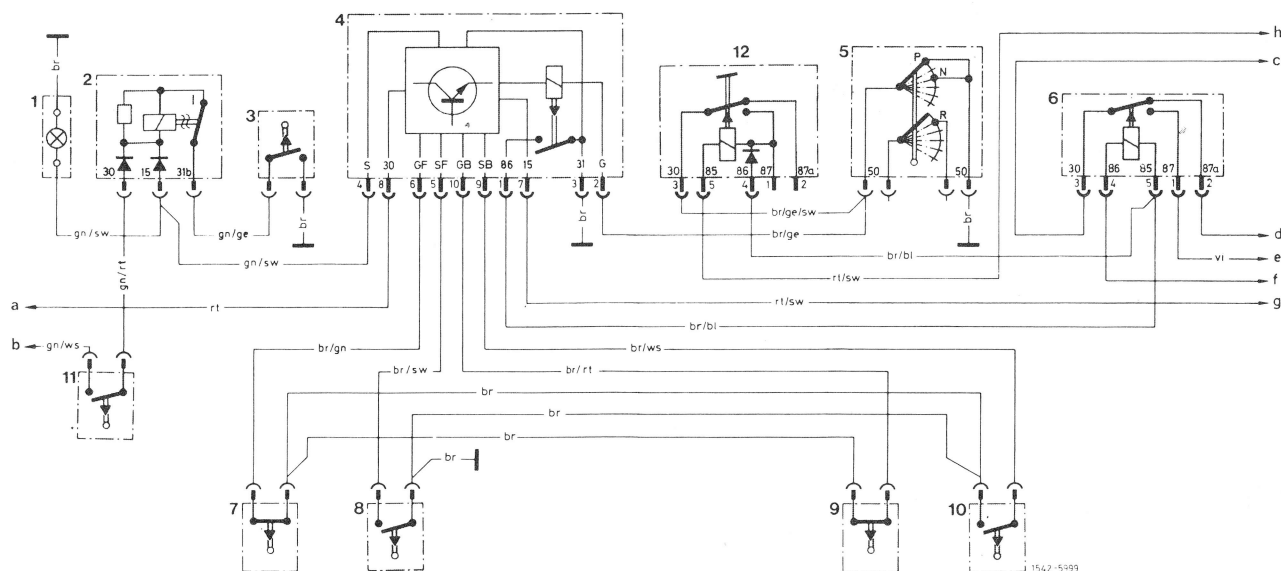 4
h
12
5
c
br
2
P
N
6
1
3
R
S 30 GF SF GB SB 86 15 31 G
30 15 31b
30 85 86 87 87a
50 50
30 86 85 87 87a
4 8 6 5 10 9 1 7 3 2
3 5 4 1 2
3 4 5 1 2
br/ge/sw
gn/sw
gn/ge
br
br
br/ge
br
d
gn/sw
br/bl
vi
e
gn/rt
rt/sw
f
a
rt
rt/sw
g
br/bl
b
gn/ws
br/gn
br/ws
11
br/sw
br/rt
br
br
br
br
7
8
9
10
1542-5999